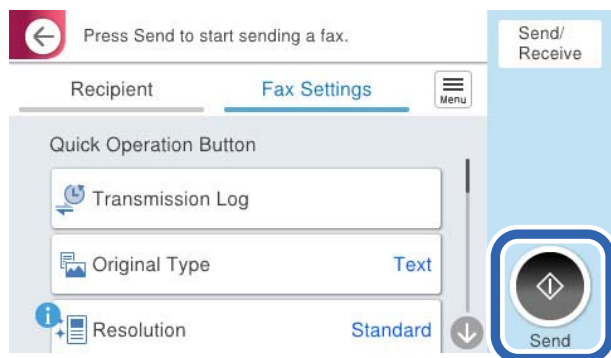 Press Send to start sending a fax.
Send/
Receive
Recipient
Fax Settings
Menu
Quick Operation Button
Transmission Log
Original Type
Text
i
Resolution
Standard
Send